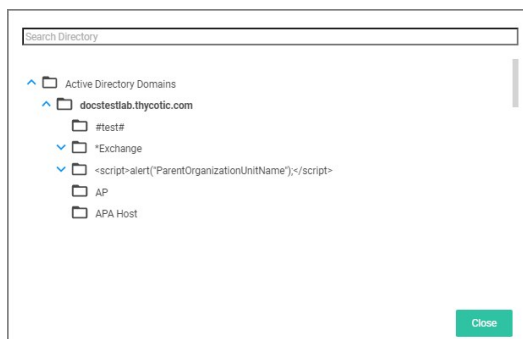 Search Directory
Active Directory Domains
docstestlab.thycotic.com
#test#
*Exchange
<script>alert("ParentOrganizationUnitName");</script>
AP
APA Host
Close